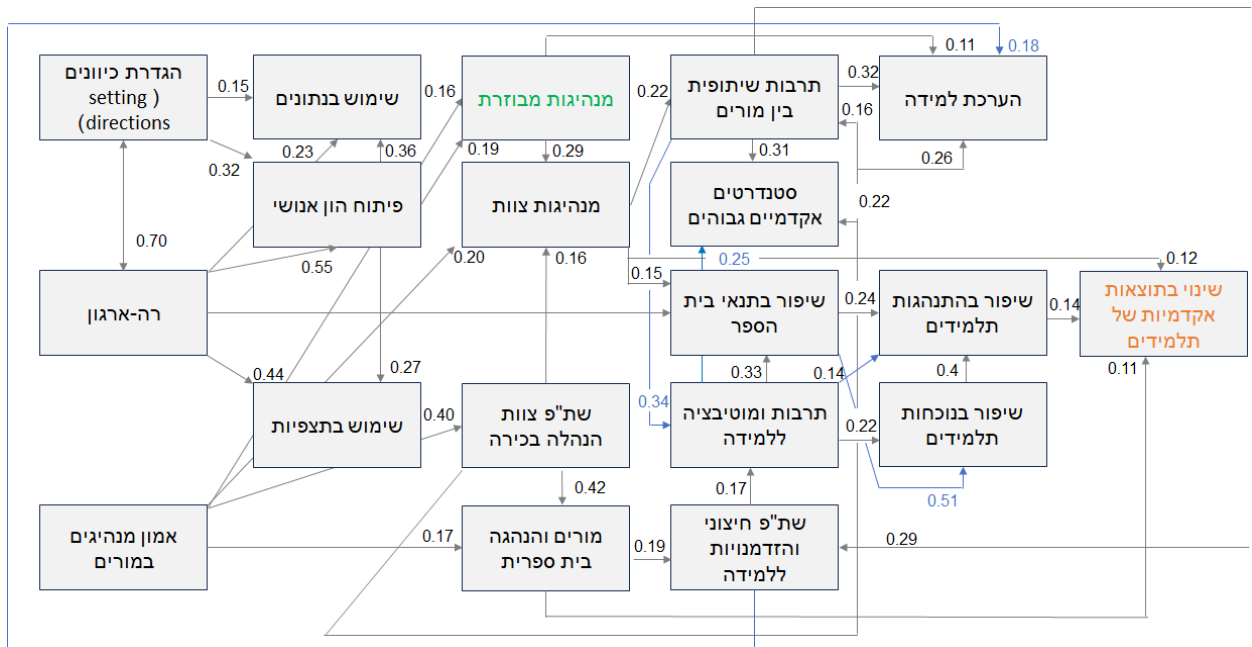 הגדרת כיוונים
setting )
(directions
שימוש בנתונים
מנהיגות מבוזרת
תרבות שיתופית
בין מורים
הערכת למידה
0.15
0.16
0.22
0.32
0.11
0.18
0.16
0.32
0.23
0.36
0.19
0.29
0.31
0.26
פיתוח הון אנושי
מנהיגות צוות
סטנדרטים
אקדמיים גבוהים
0.22
0.70
0.55
0.20
0.16
0.25
0.15
0.12
רה-ארגון
שיפור בתנאי בית
הספר
0.24
שיפור בהתנהגות
תלמידים
0.14
שינוי בתוצאות
אקדמיות של
תלמידים
0.44
0.27
0.33
0.14
0.4
0.11
שימוש בתצפיות
0.40
שת"פ צוות
הנהלה בכירה
0.34
תרבות ומוטיבציה
ללמידה
0.22
שיפור בנוכחות
תלמידים
0.42
0.17
0.51
אמון מנהיגים
במורים
0.17
מורים והנהגה
בית ספרית
0.19
שת"פ חיצוני
והזדמנויות
ללמידה
0.29